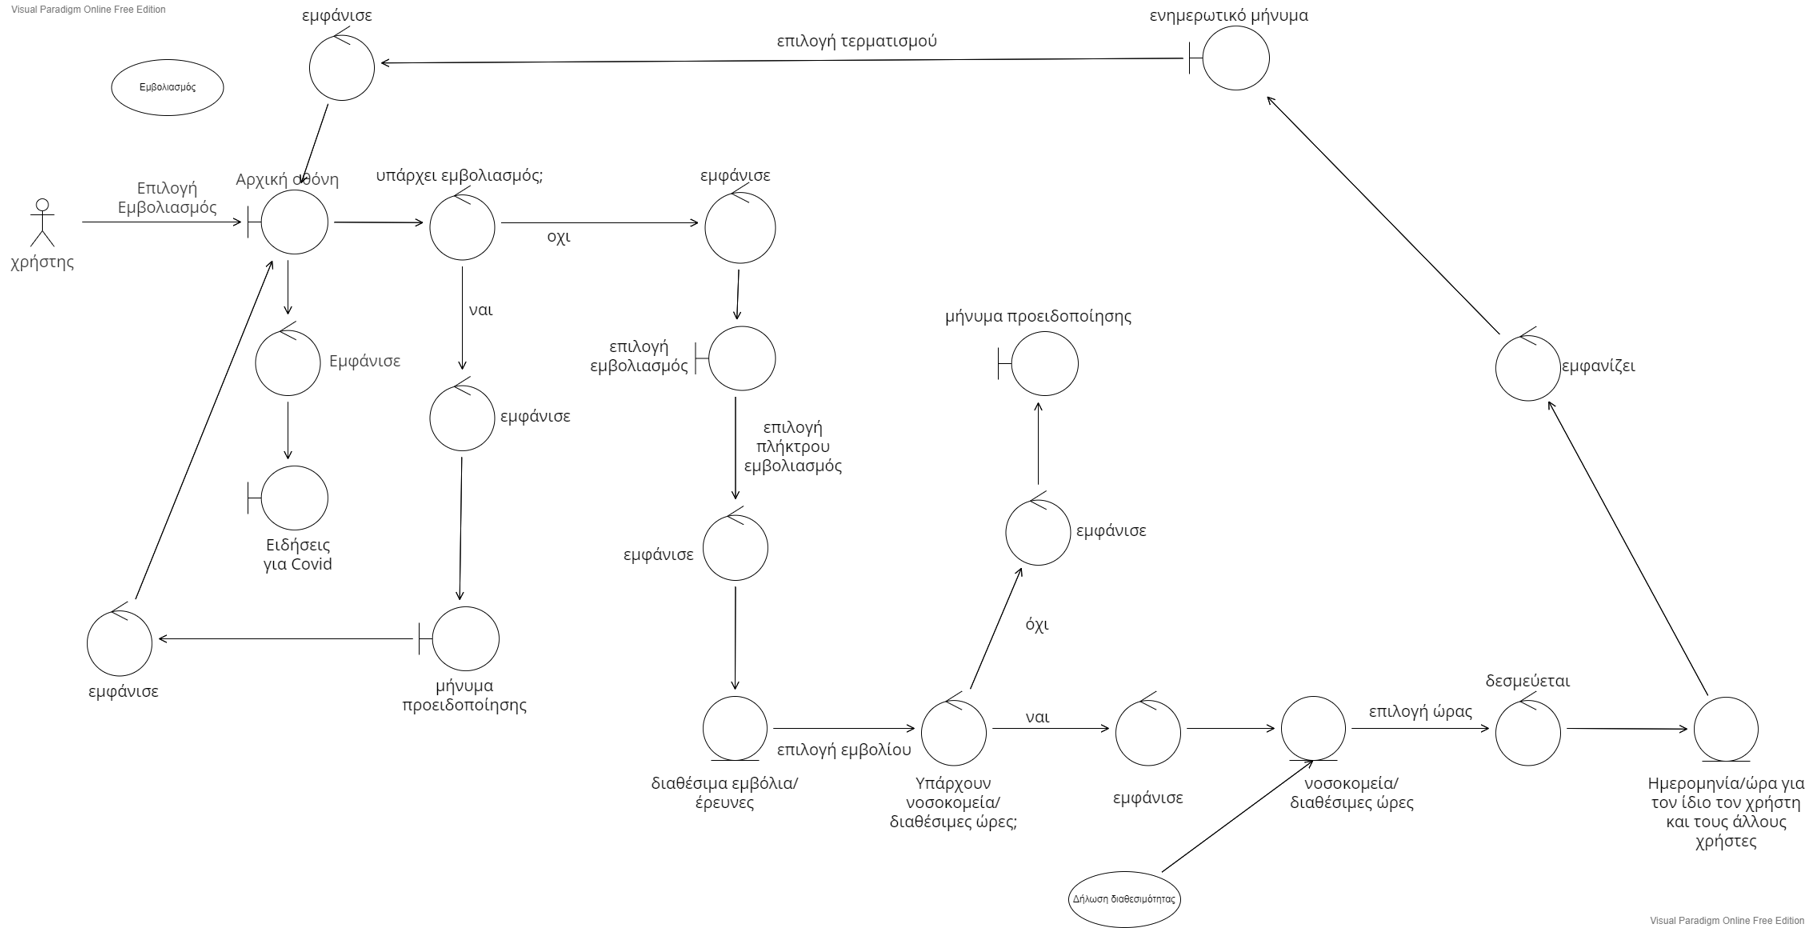 Visual Paradigm Online Free Edition
εμφάνισε
ενημερωτικό μήνυμα
επιλογή τερματισμού
Εμβολιασμός
Επιλογή
Εμβολιασμός
Αρχική οθόνη
υπάρχει εμβολιασμός;
εμφάνισε
οχι
χρήστης
ναι
μήνυμα προειδοποίησης
επιλογή
εμβολιασμός
Εμφάνισε
εμφανίζει
εμφάνισε
επιλογή
πλήκτρου
εμβολιασμός
εμφάνισε
εμφάνισε
Ειδήσεις
για Covid
όχι
εμφάνισε
μήνυμα
προειδοποίησης
δεσμεύεται
ναι
επιλογή ώρας
επιλογή εμβολίου
διαθέσιμα εμβόλια/
έρευνες
Υπάρχουν
νοσοκομεία/
διαθέσιμες ώρες;
εμφάνισε
νοσοκομεία/
διαθέσιμες ώρες
Ημερομηνία/ώρα για
τον ίδιο τον χρήστη
και τους άλλους
χρήστες
Δήλωση διαθεσιμότητας
Visual Paradigm Online Free Edition